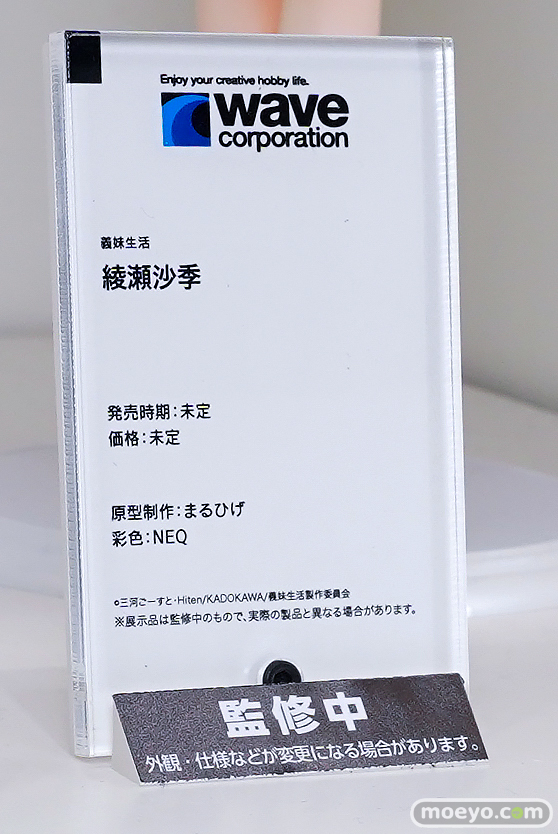 Enjoy your creative hobby life.
wave
corporation
義妹生活
綾瀬沙季
発売時期：未定
価格：未定
原型制作：まるひげ
彩色：NEQ
©三河ごーすと・Hiten/KADOKAWA/義妹生活製作委員会
※展示品は監修中のもので、実際の製品と異なる場合があります。
監修中
外観・仕様などが変更になる場合があります。
moeyo.com